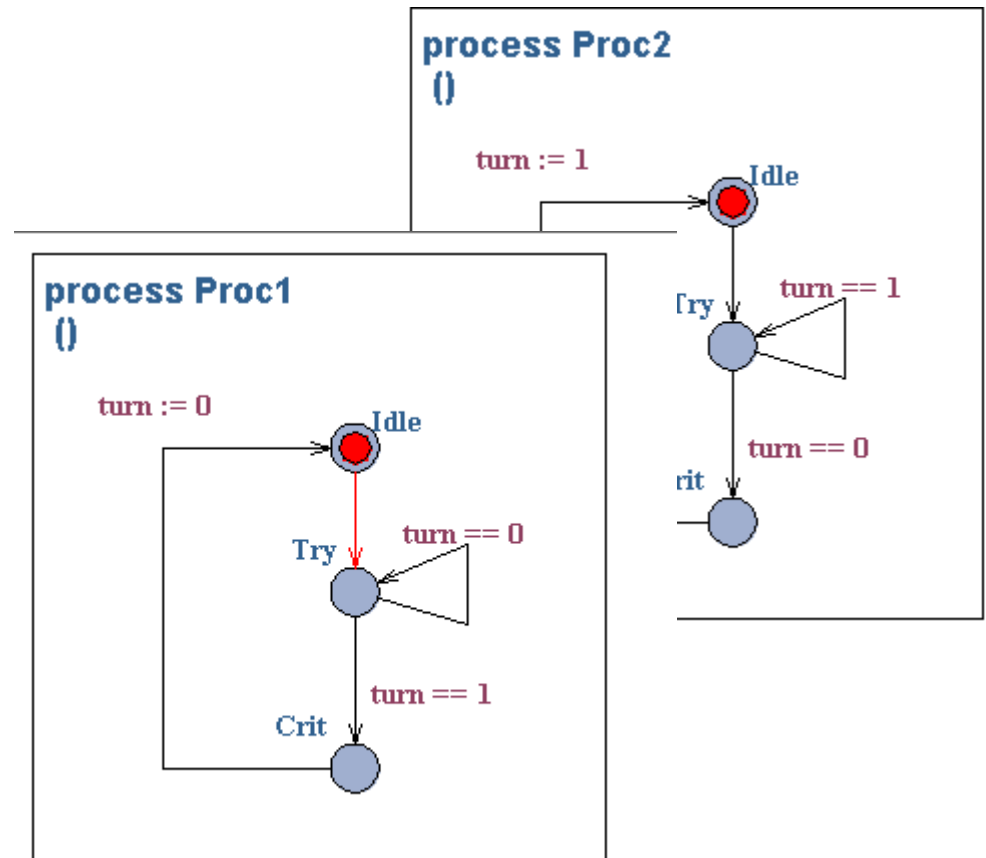 process Proc2
()
turn := 1
Idle
turn == 1
Try
turn == 0
process Proc1
()
turn := 0
Idle
turn == 0
Try
turn == 1
Crit